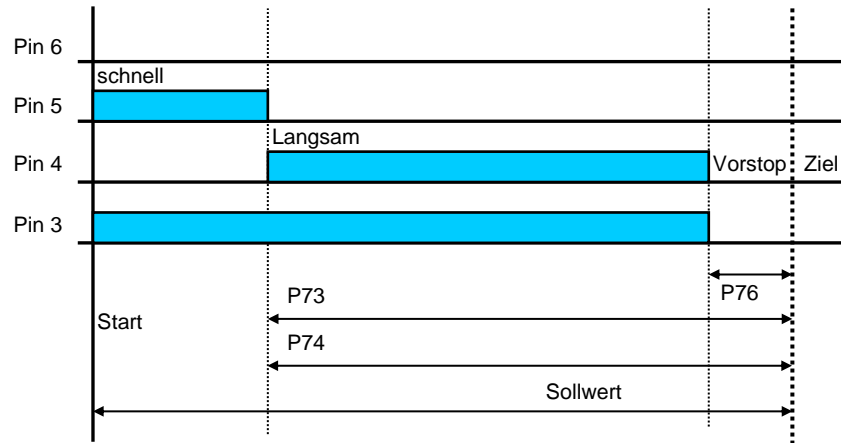 Pin 6
schnell
Pin 5
Langsam
Pin 4
Vorstop
Ziel
Pin 3
P76
P73
Start
P74
Sollwert